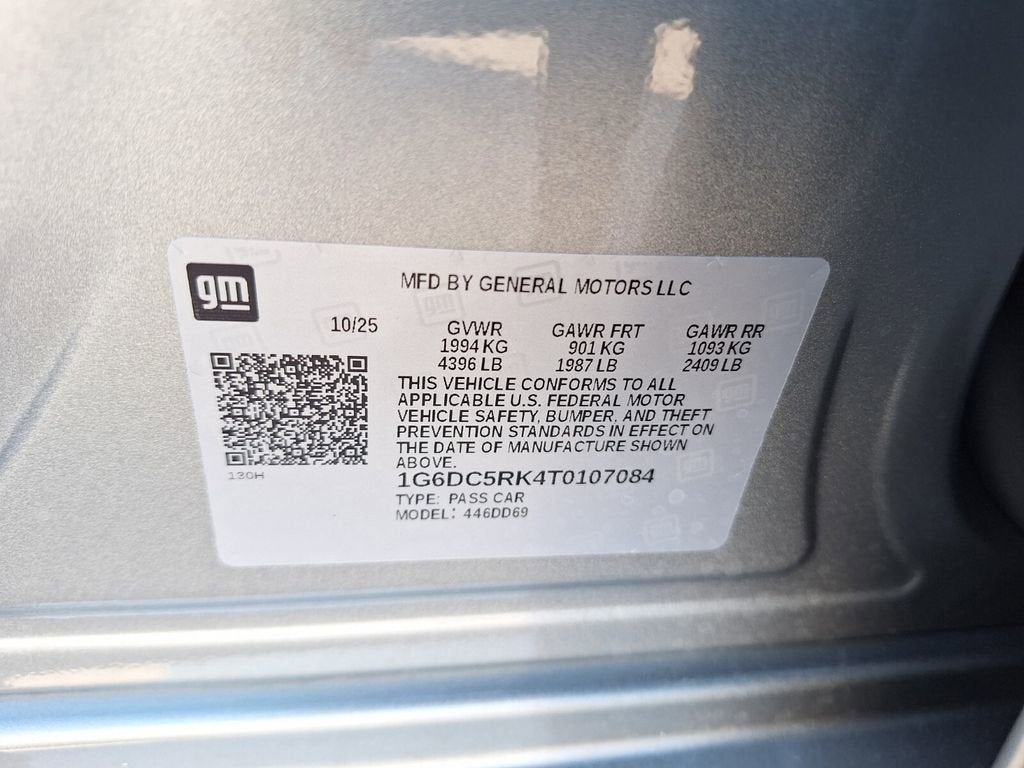 gm
MFD BY GENERAL MOTORS LLC
10/25
GVWR GAWR FRT GAWR RR
1994 KG 901 KG 1093 KG
4396 LB 1987 LB 2409 LB
THIS VEHICLE CONFORMS TO ALL
APPLICABLE U.S. FEDERAL MOTOR
VEHICLE SAFETY, BUMPER, AND THEFT
PREVENTION STANDARDS IN EFFECT ON
THE DATE OF MANUFACTURE SHOWN
ABOVE.
130H
1G6DC5RK4T0107084
TYPE: PASS CAR
MODEL: 446DD69